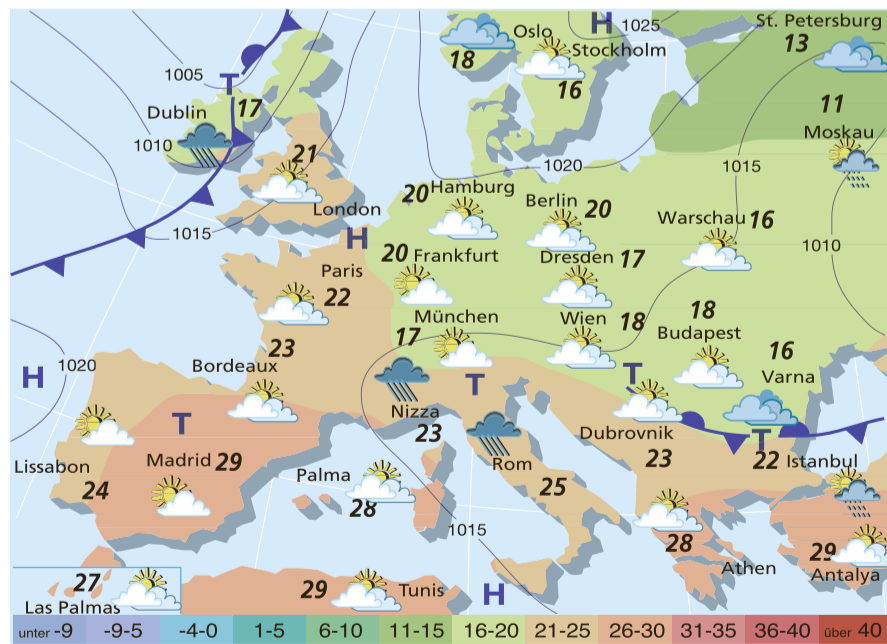 H
1025
St. Petersburg
Oslo
18
Stockholm
13
1005
T
Dublin
17
16
11
Moskau
1010
21
1020
1015
London
20 Hamburg
Berlin
20
Warschau 16
1015
H
1010
20 Frankfurt
Dresden 17
Paris
22
München
Wien
18
18
Budapest
17
23
16
Varna
1020
H
Bordeaux
T
T
T
Nizza
23
Dubrovnik
T
Lissabon
24
Madrid 29
Palma
28
Rom
25
23
22 Istanbul
1015
28
Athen
29
Antalya
27
Las Palmas
29
Tunis
H
unter -9 -9-5 -4-0 1-5 6-10 11-15 16-20 21-25 26-30 31-35 36-40 über 40